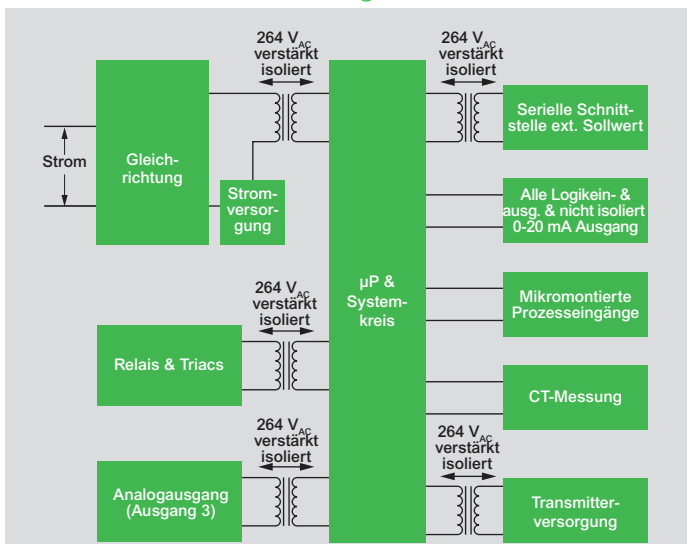 264 VAC
verstärkt
isoliert
264 VAC
verstärkt
isoliert
Strom
Gleich-
richtung
Strom-
versor-
gung
Serielle Schnitt-
stelle ext. Sollwert
Alle Logikein- &
ausg. & nicht isoliert
0-20 mA Ausgang
µP &
System-
kreis
264 VAC
verstärkt
isoliert
Mikromontierte
Prozesseingänge
Relais & Triacs
CT-Messung
264 VAC
verstärkt
isoliert
264 VAC
verstärkt
isoliert
Analogausgang
(Ausgang 3)
Transmitter-
versorgung